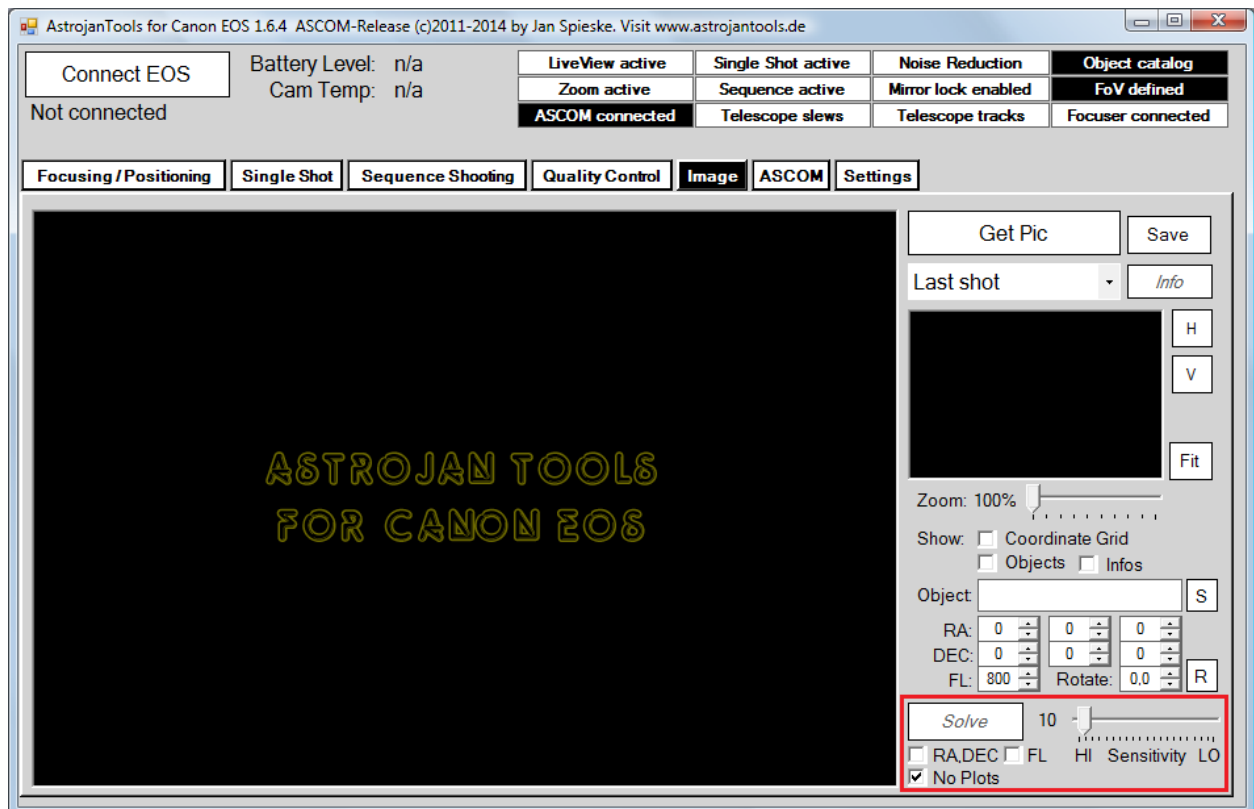 AstrojanTools for Canon EOS 1.6.4 ASCOM-Release (c)2011-2014 by Jan Spieske. Visit www.astrojantools.de
Connect EOS
Battery Level: n/a
Cam Temp: n/a
Not connected
LiveView active Single Shot active Noise Reduction Object catalog
Zoom active Sequence active Mirror lock enabled FoV defined
ASCOM connected Telescope slews Telescope tracks Focuser connected
Focusing / Positioning Single Shot Sequence Shooting Quality Control Image ASCOM Settings
ASTROJAN TOOLS
FOR CANON EOS
Get Pic Save
Last shot Info
H
V
Fit
Zoom: 100%
Show: Coordinate Grid
Objects Infos
Object: S
RA: 0 0 0
DEC: 0 0 0
FL: 800 Rotate: 0,0 R
Solve 10
RA,DEC FL HI Sensitivity LO
No Plots